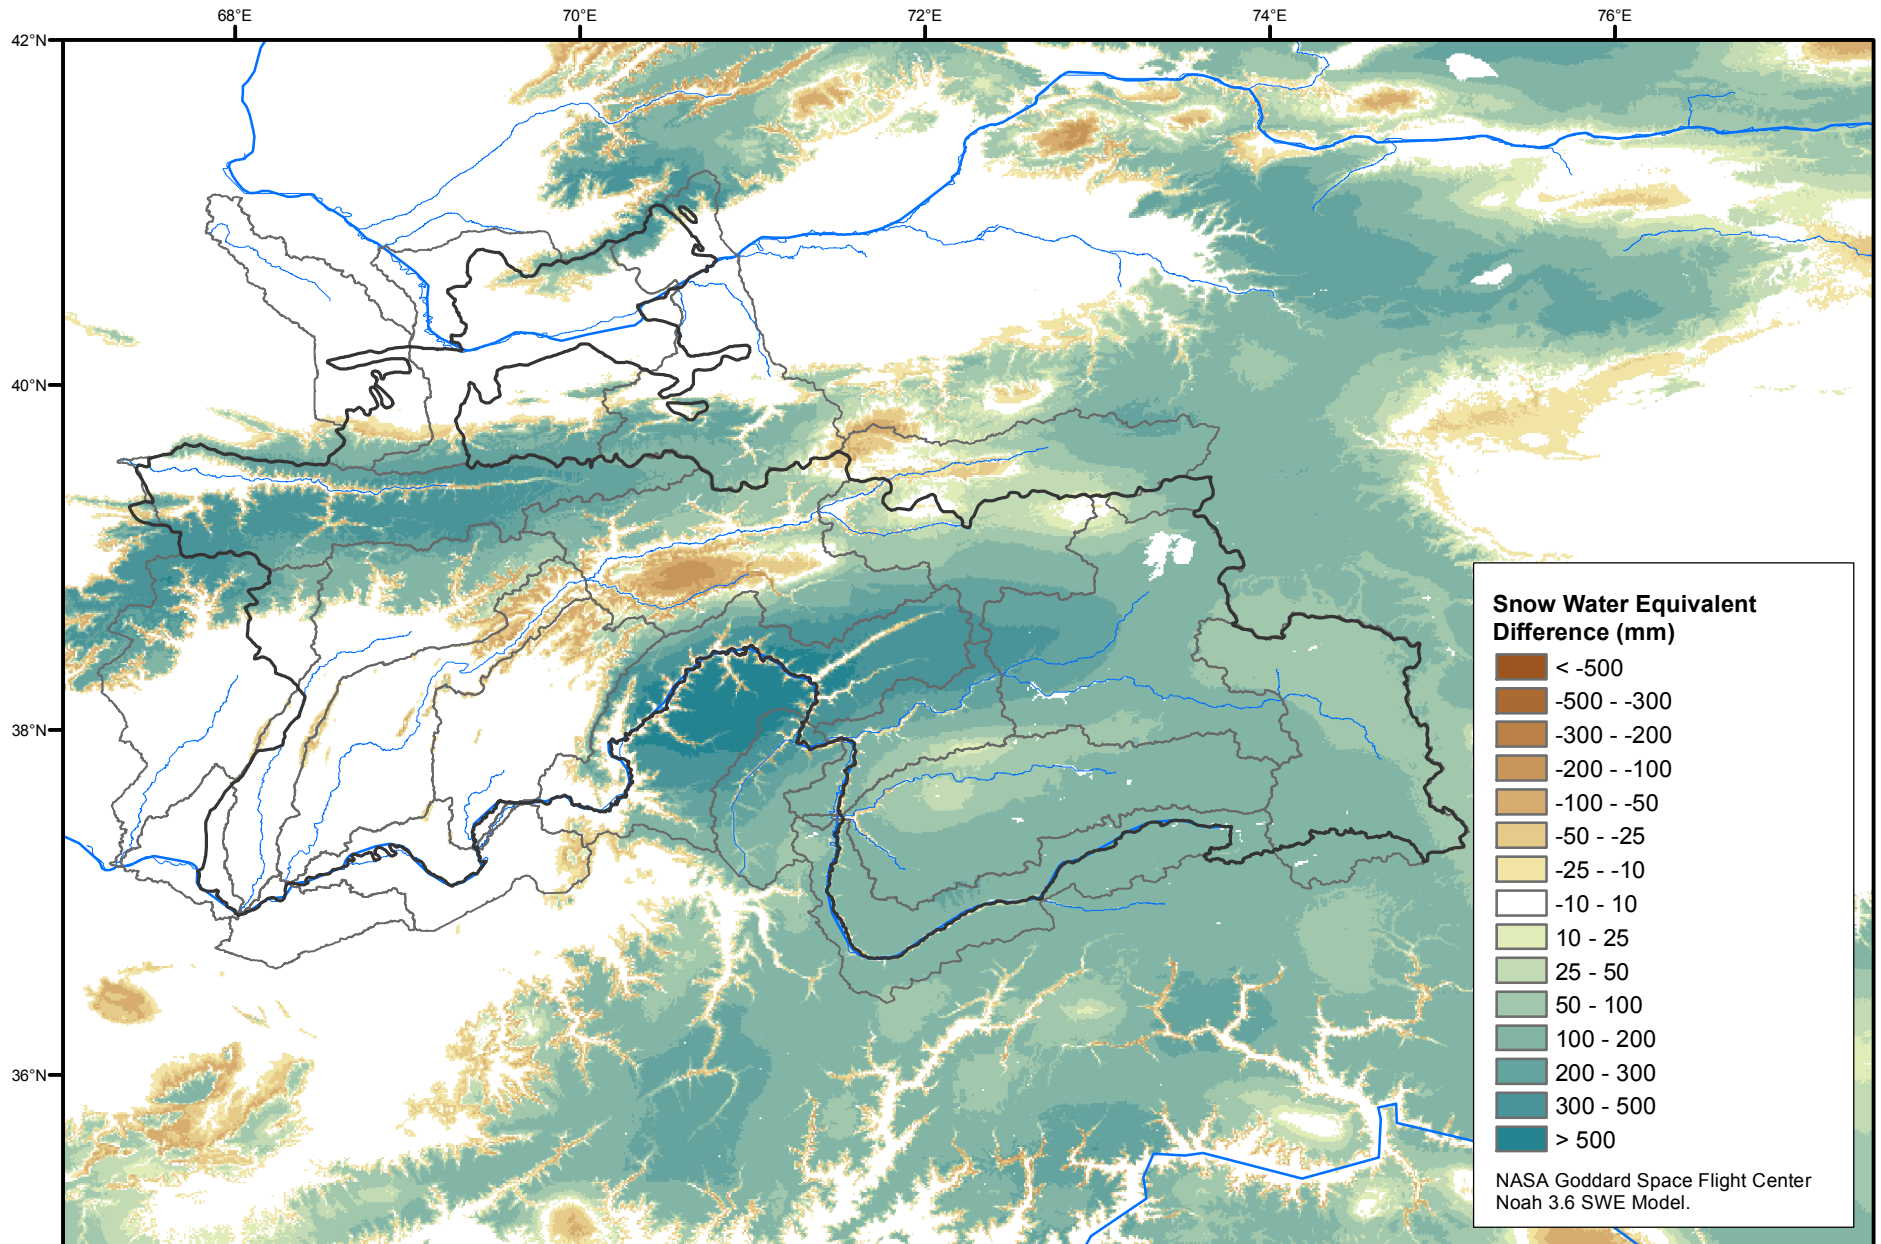 68°E
70°E
72°E
74°E
76°E
42°N
40°N
38°N
36°N
Snow Water Equivalent
Difference (mm)
< -500
-500 - -300
-300 - -200
-200 - -100
-100 - -50
-50 - -25
-25 - -10
-10 - 10
10 - 25
25 - 50
50 - 100
100 - 200
200 - 300
300 - 500
> 500
NASA Goddard Space Flight Center
Noah 3.6 SWE Model.